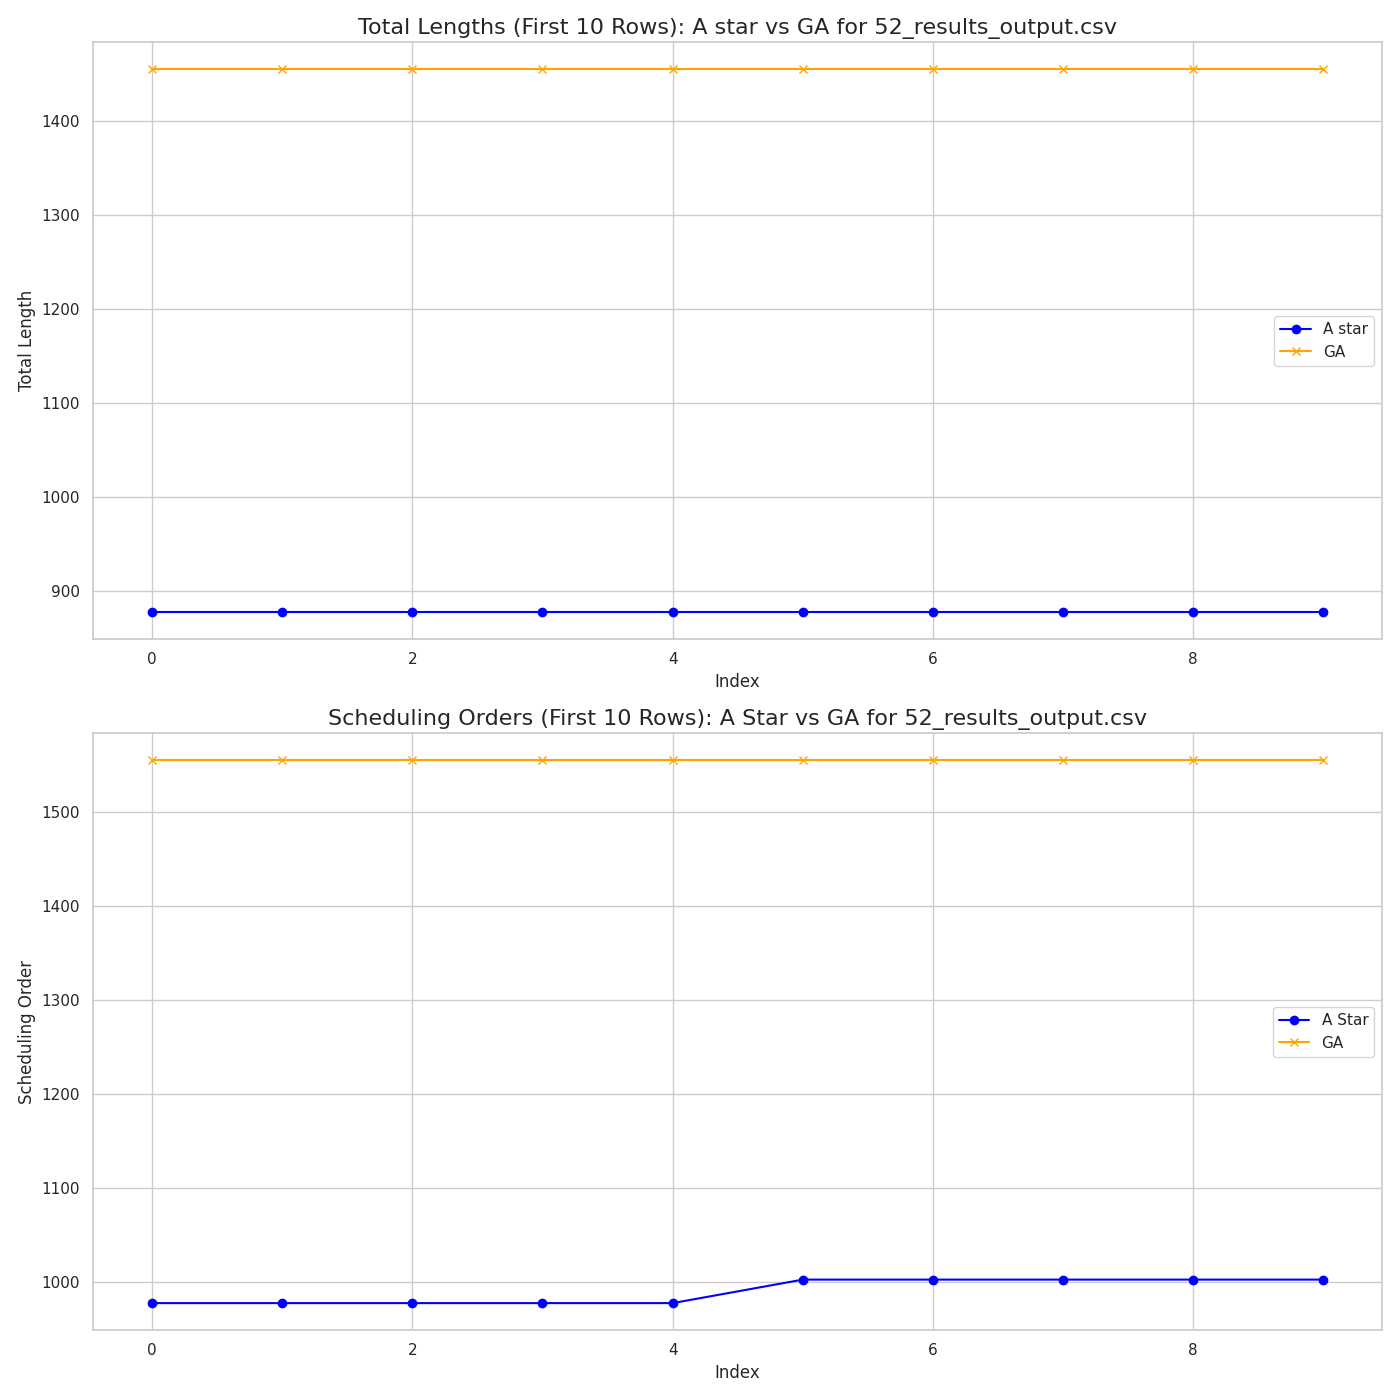 Total Lengths (First 10 Rows): A star vs GA for 52_results_output.csv
1400
1300
1200
1100
1000
900
Total Length
A star
GA
0 2 4 6 8
Index
Scheduling Orders (First 10 Rows): A Star vs GA for 52_results_output.csv
1500
1400
1300
1200
1100
1000
Scheduling Order
A Star
GA
0 2 4 6 8
Index